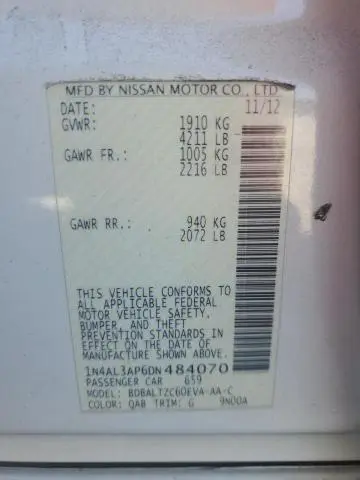 MFD BY NISSAN MOTOR CO., LTD
DATE: 11/12
GVWR: 1910 KG
4211 LB
GAWR FR.: 1005 KG
2216 LB
GAWR RR.: 940 KG
2072 LB
THIS VEHICLE CONFORMS TO
ALL APPLICABLE FEDERAL
MOTOR VEHICLE SAFETY,
BUMPER, AND THEFT
PREVENTION STANDARDS IN
EFFECT ON THE DATE OF
MANUFACTURE SHOWN ABOVE.
1N4AL3AP6DN484070
PASSENGER CAR 659
MODEL: BDBALTZC60EVA-AA-C
COLOR: QAB TRIM: G 9N00A